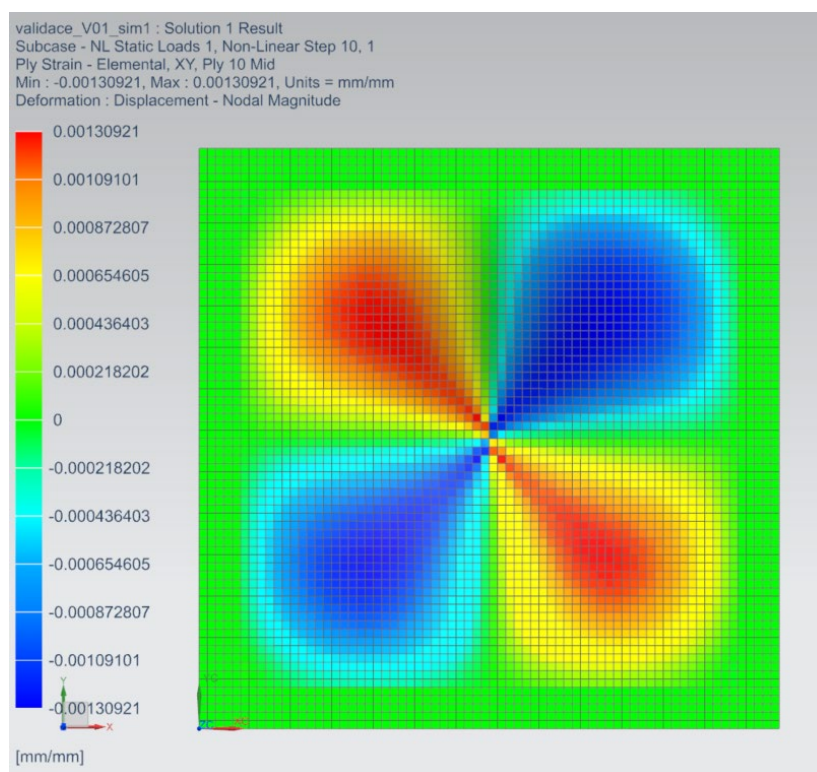 validace_V01_sim1 : Solution 1 Result
Subcase - NL Static Loads 1, Non-Linear Step 10, 1
Ply Strain - Elemental, XY, Ply 10 Mid
Min : -0.00130921, Max : 0.00130921, Units = mm/mm
Deformation : Displacement - Nodal Magnitude
0.00130921
0.00109101
0.000872807
0.000654605
0.000436403
0.000218202
0
-0.000218202
-0.000436403
-0.000654605
-0.000872807
-0.00109101
-0.00130921
Y
X
ZC
[mm/mm]